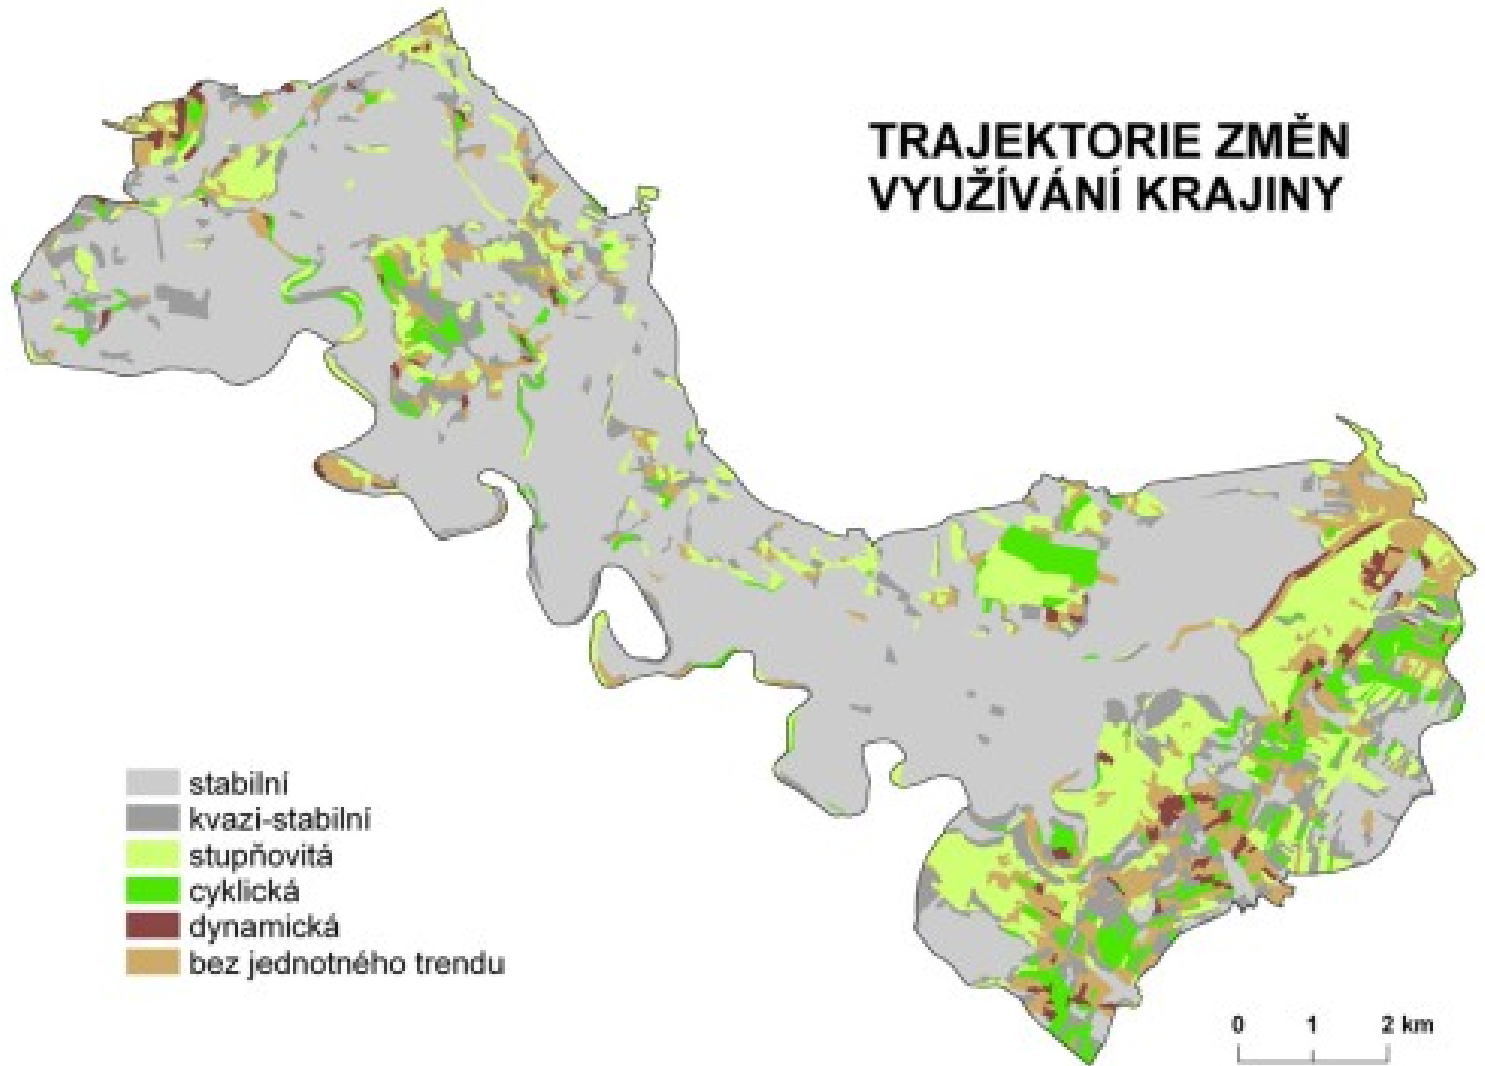 TRAJEKTORIE ZMĚN
VYUŽÍVÁNÍ KRAJINY
stabilní
kvazi-stabilní
stupňovitá
cyklická
dynamická
bez jednotného trendu
0 1 2 km